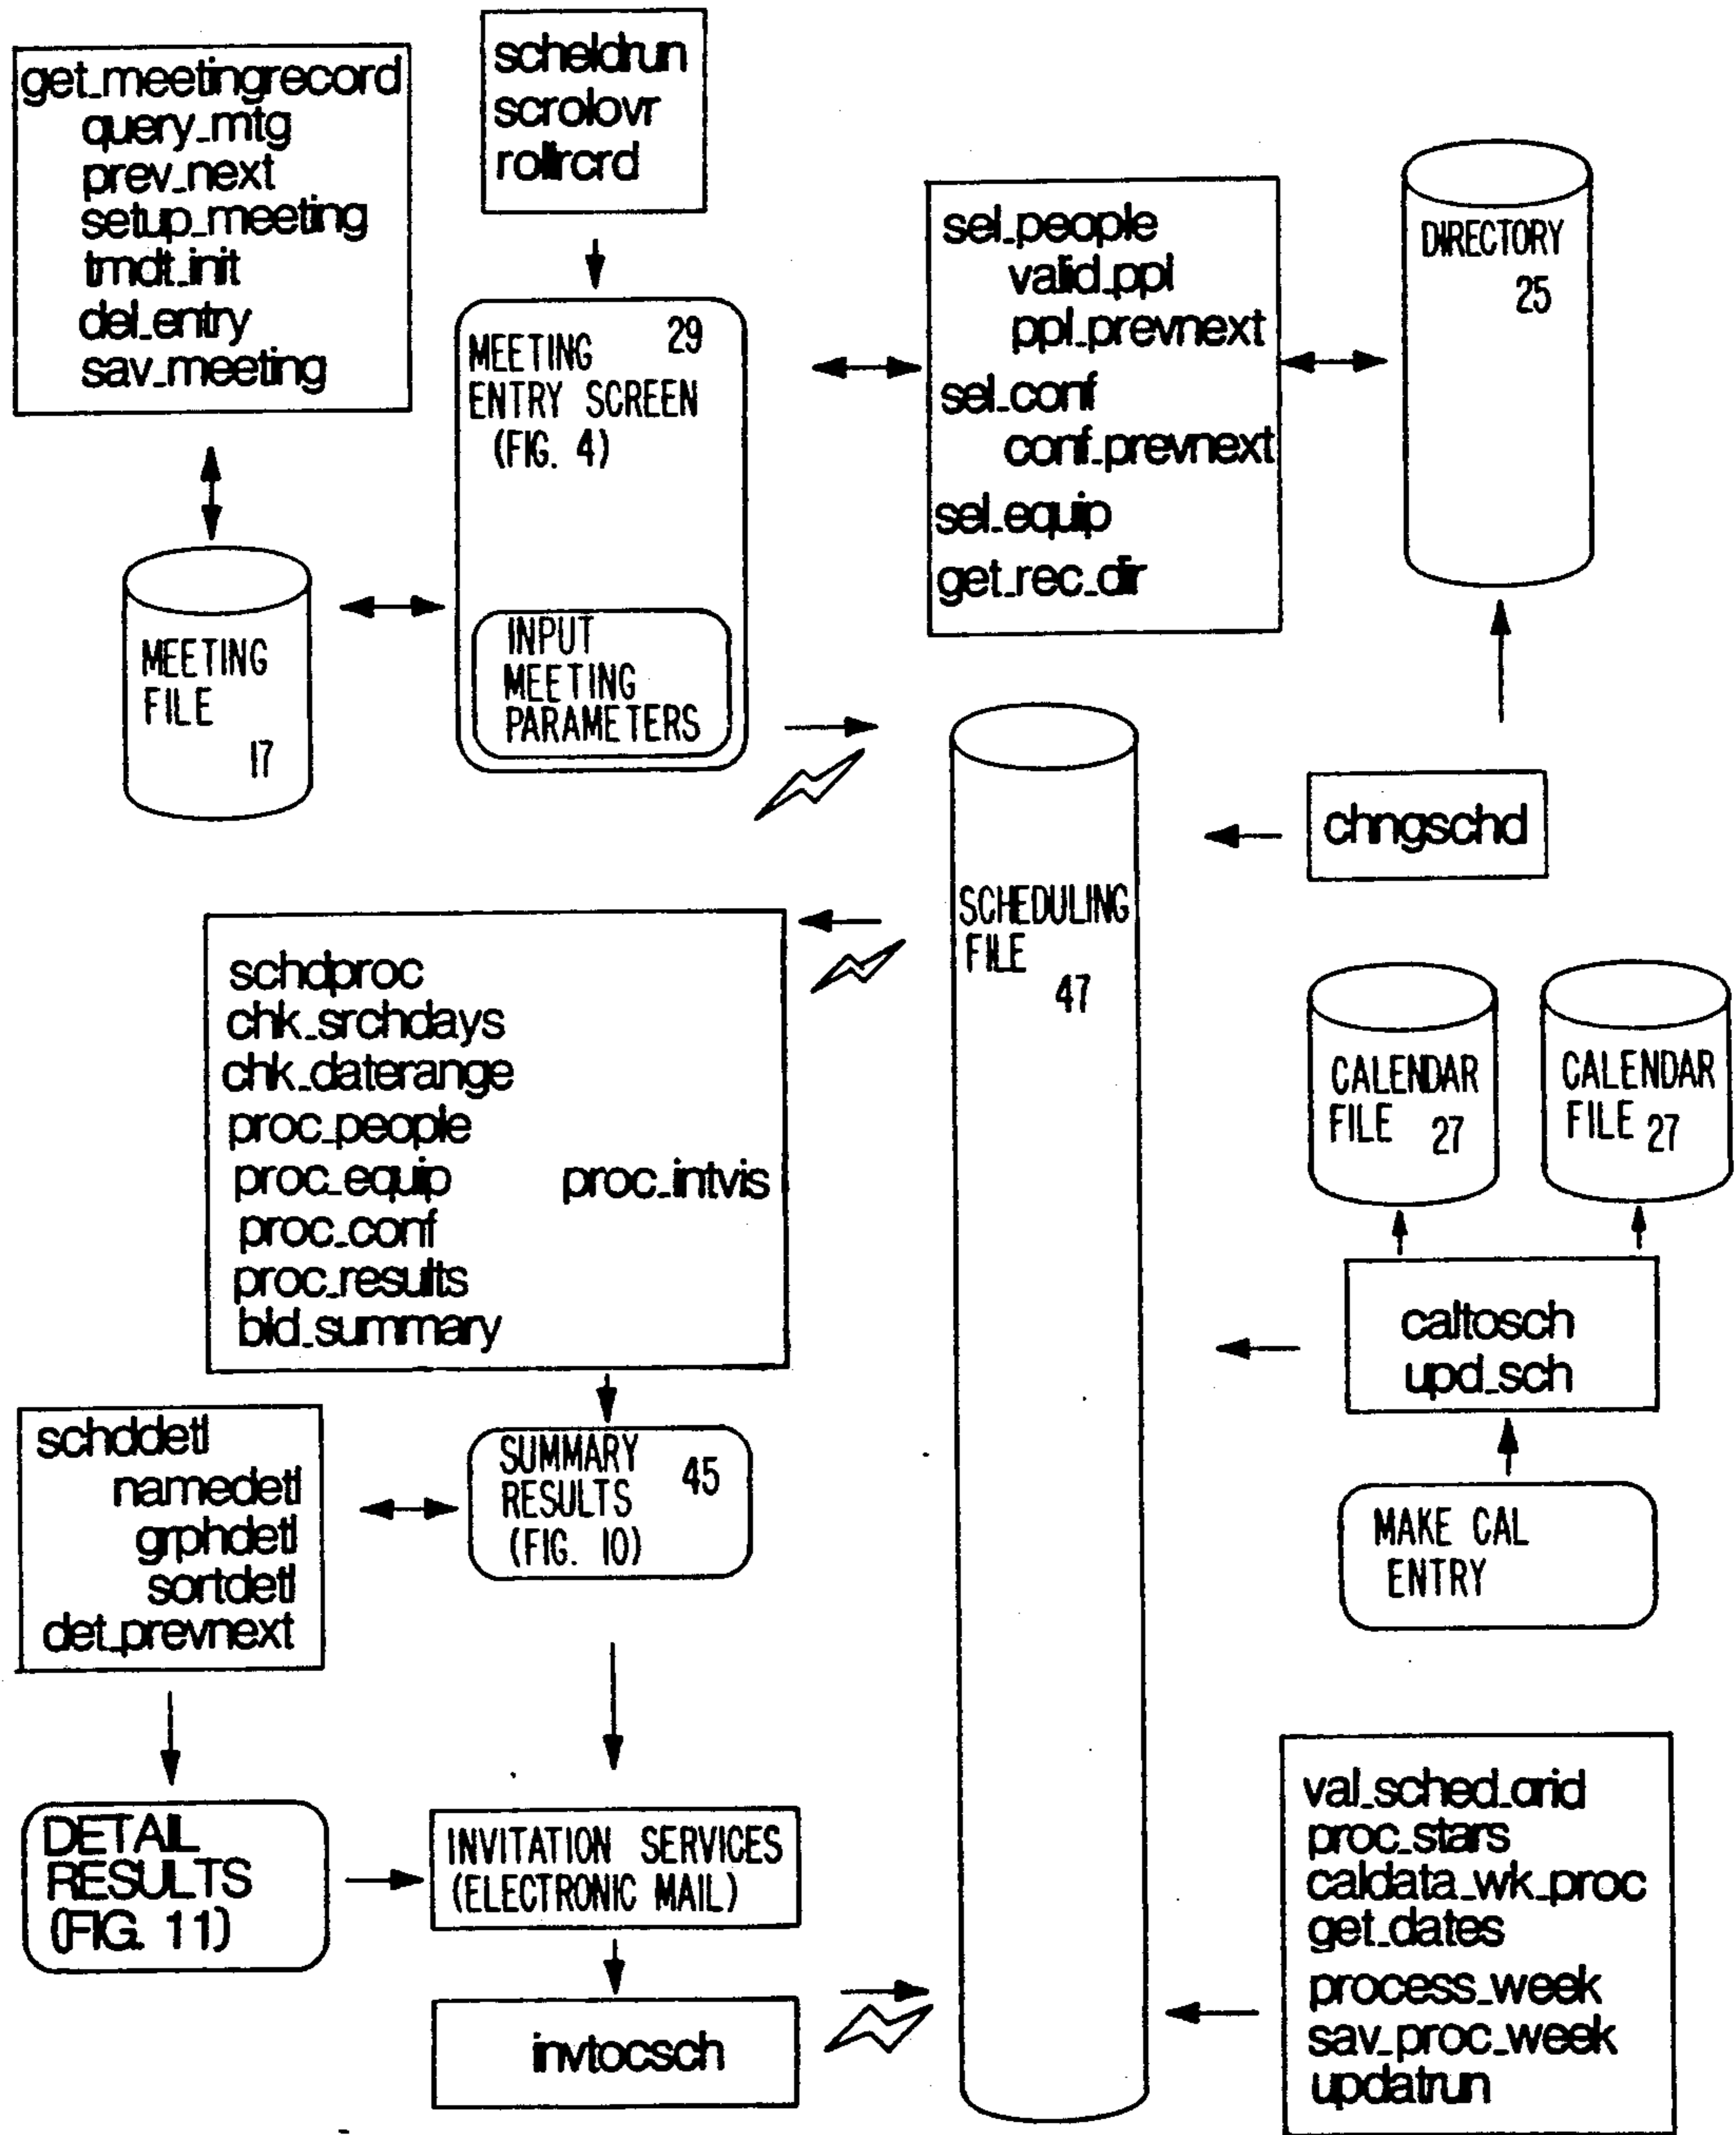 get_meetingrecord
query_mtg
prev_next
setup_meeting
tmdt_init
del_entry
sav_meeting
scheldrun
scrolovr
rollrcrd
MEETING 29
ENTRY SCREEN
(FIG. 4)
INPUT
MEETING
PARAMETERS
sel_people
valid_ppl
ppl_prevnext
sel_conf
conf_prevnext
sel_equip
get_rec_dir
DIRECTORY
25
MEETING
FILE
17
chngschd
SCHEDULING
FILE
47
schdproc
chk_srchdays
chk_daterange
proc_people
proc_equip proc_intvis
proc_conf
proc_results
bld_summary
CALENDAR
FILE 27
CALENDAR
FILE 27
caltosch
upd_sch
MAKE CAL
ENTRY
schddetl
namedetl
grphdetl
sortdetl
det_prevnext
SUMMARY 45
RESULTS
(FIG. 10)
DETAIL
RESULTS
(FIG. 11)
INVITATION SERVICES
(ELECTRONIC MAIL)
invtocsch
val_sched_arid
proc_stars
caldata_wk_proc
get_dates
process_week
sav_proc_week
updatrun